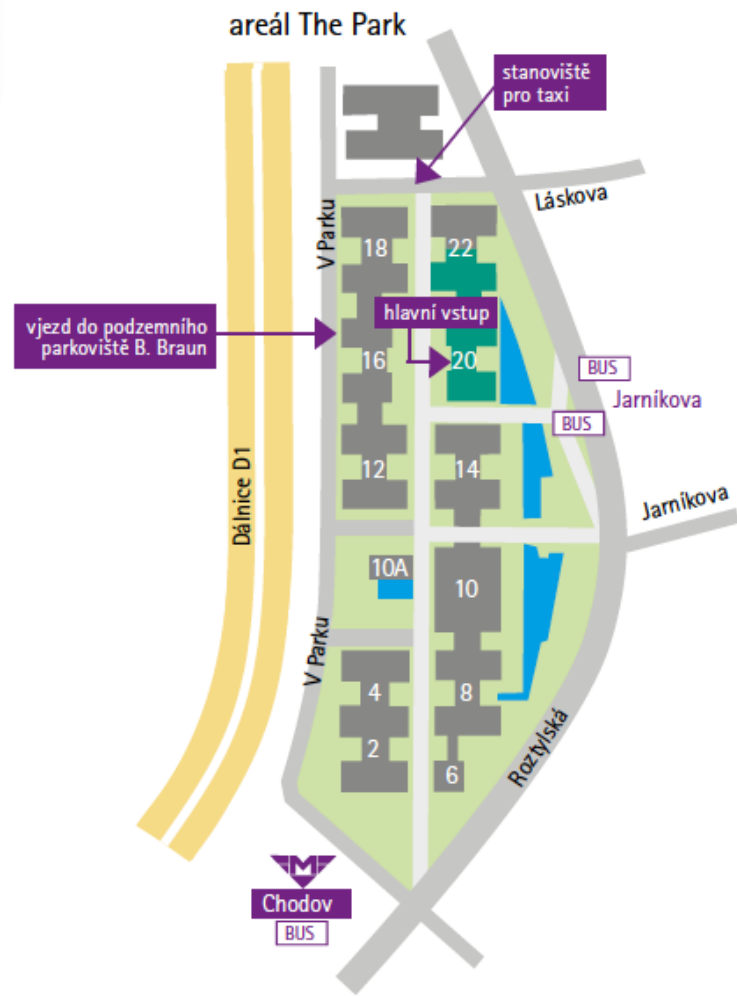 areál The Park
stanoviště
pro taxi
Láskova
V Parku
18
22
vjezd do podzemního
parkoviště B. Braun
hlavní vstup
16
20
BUS
Jarníkova
BUS
Dálnice D1
12
14
Jarníkova
10A
10
V Parku
4
8
2
6
Roztylská
M
Chodov
BUS